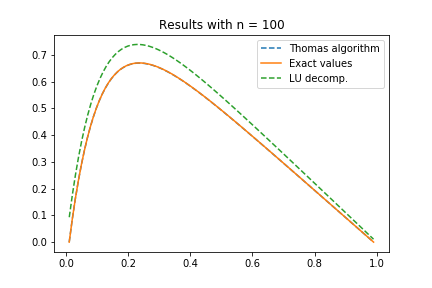 Results with n = 100
Thomas algorithm
Exact values
LU decomp.
0.7
0.6
0.5
0.4
0.3
0.2
0.1
0.0
0.0 0.2 0.4 0.6 0.8 1.0